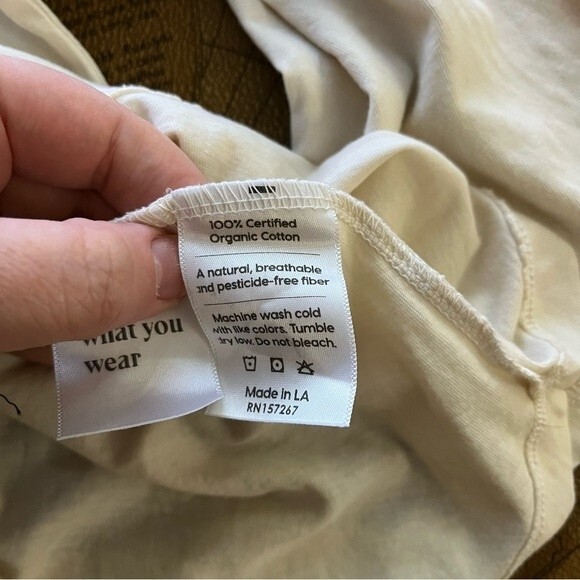 100% Certified
Organic Cotton
A natural, breathable
and pesticide-free fiber
Machine wash cold
with like colors. Tumble
dry low. Do not bleach.
Made in LA
RN157267
what you
wear